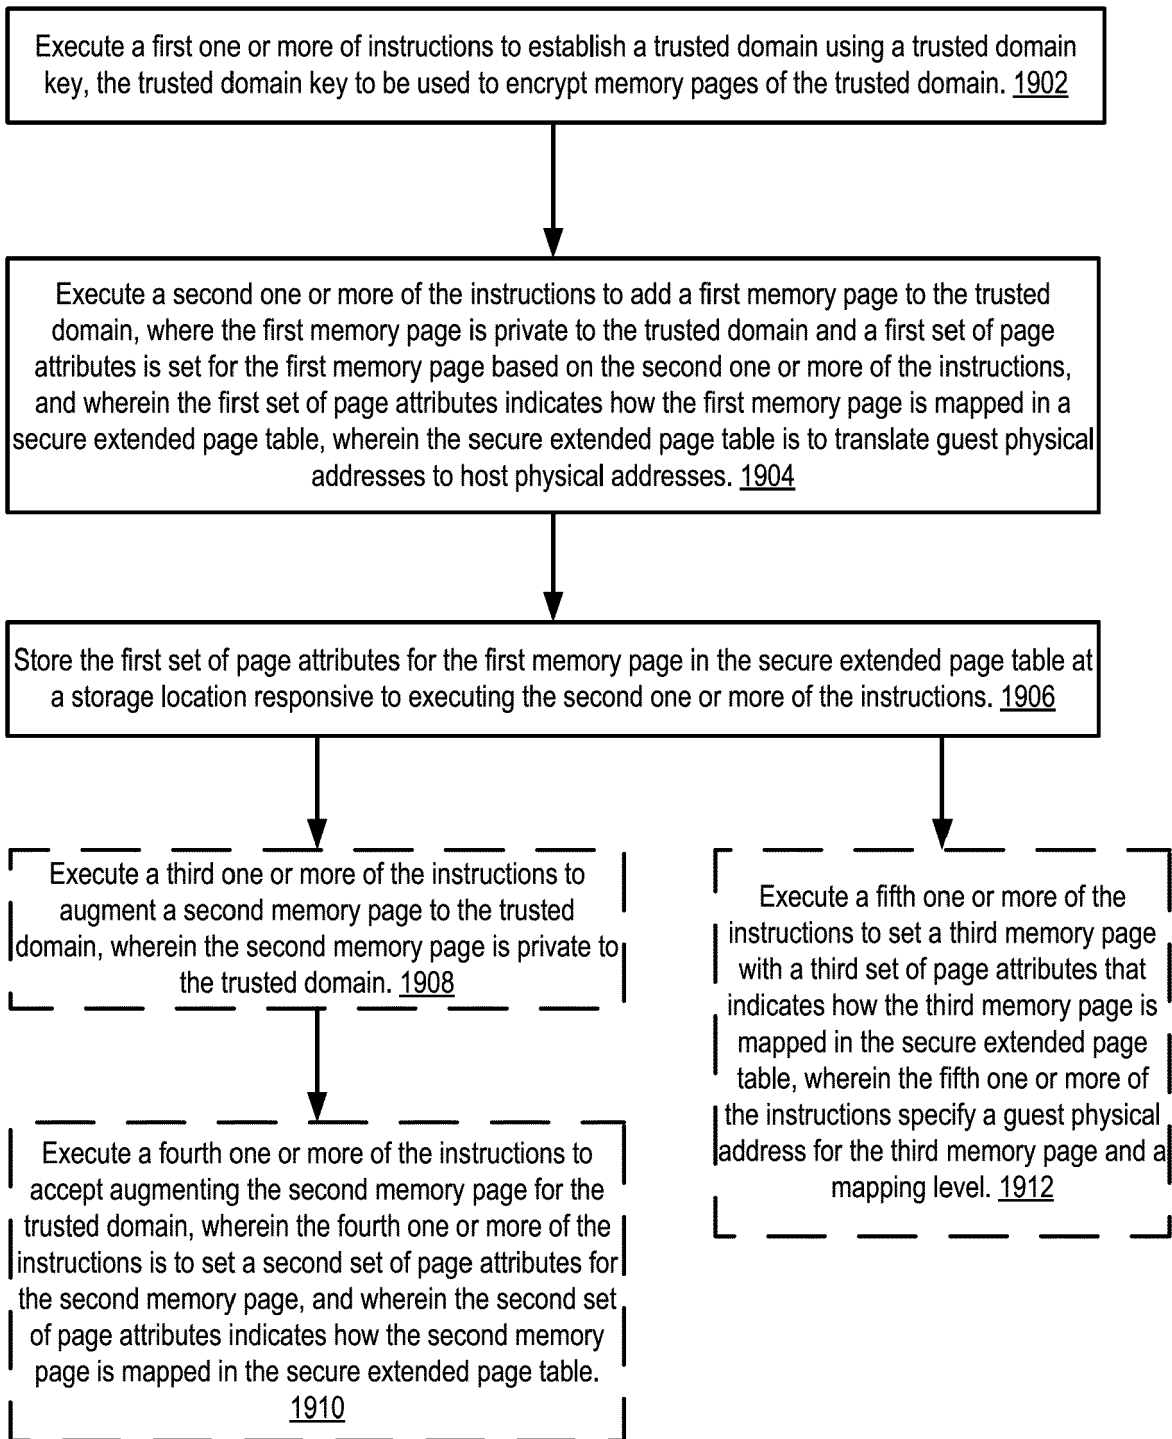 Execute a first one or more of instructions to establish a trusted domain using a trusted domain
key, the trusted domain key to be used to encrypt memory pages of the trusted domain. 1902
Execute a second one or more of the instructions to add a first memory page to the trusted
domain, where the first memory page is private to the trusted domain and a first set of page
attributes is set for the first memory page based on the second one or more of the instructions,
and wherein the first set of page attributes indicates how the first memory page is mapped in a
secure extended page table, wherein the secure extended page table is to translate guest physical
addresses to host physical addresses. 1904
Store the first set of page attributes for the first memory page in the secure extended page table at
a storage location responsive to executing the second one or more of the instructions. 1906
Execute a third one or more of the instructions to
augment a second memory page to the trusted
domain, wherein the second memory page is private to
the trusted domain. 1908
Execute a fourth one or more of the instructions to
accept augmenting the second memory page for the
trusted domain, wherein the fourth one or more of the
instructions is to set a second set of page attributes for
the second memory page, and wherein the second set
of page attributes indicates how the second memory
page is mapped in the secure extended page table.
1910
Execute a fifth one or more of the
instructions to set a third memory page
with a third set of page attributes that
indicates how the third memory page is
mapped in the secure extended page
table, wherein the fifth one or more of
the instructions specify a guest physical
address for the third memory page and a
mapping level. 1912